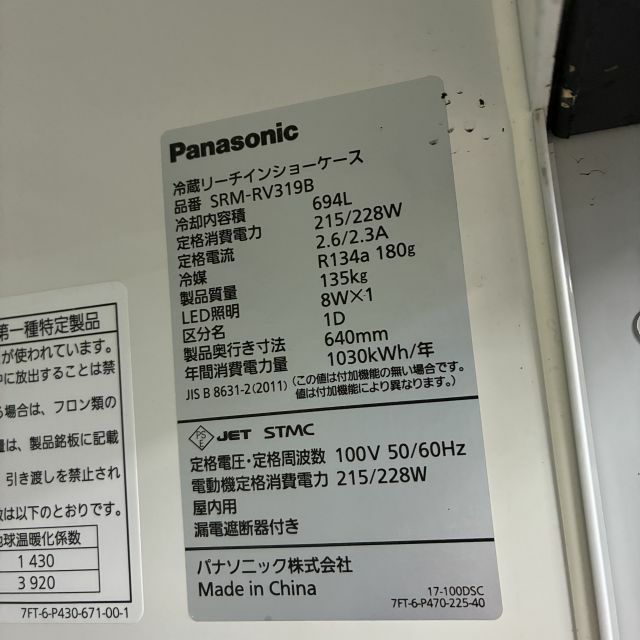 Panasonic
冷蔵リーチインショーケース
品番 SRM-RV319B
冷却内容積 694L
定格消費電力 215/228W
定格電流 2.6/2.3A
冷媒 R134a 180g
製品質量 135kg
LED照明 8W×1
区分名 1D
製品奥行き寸法 640mm
年間消費電力量 1030kWh/年
JIS B 8631-2(2011) (この値は付加機能の無い場合です。
値は付加機能により異なります。)
PS E JET STMC
定格電圧・定格周波数 100V 50/60Hz
電動機定格消費電力 215/228W
屋内用
漏電遮断器付き
パナソニック株式会社
Made in China
17-100DSC
7FT-6-P470-225-40
第一種特定製品
が使われています。
中に放出することは禁
る場合は、フロン類の
量は、製品銘板に記載
引き渡しを禁止され
数は以下のとおりです。
球温暖化係数
1 430
3 920
7FT-6-P430-671-00-1